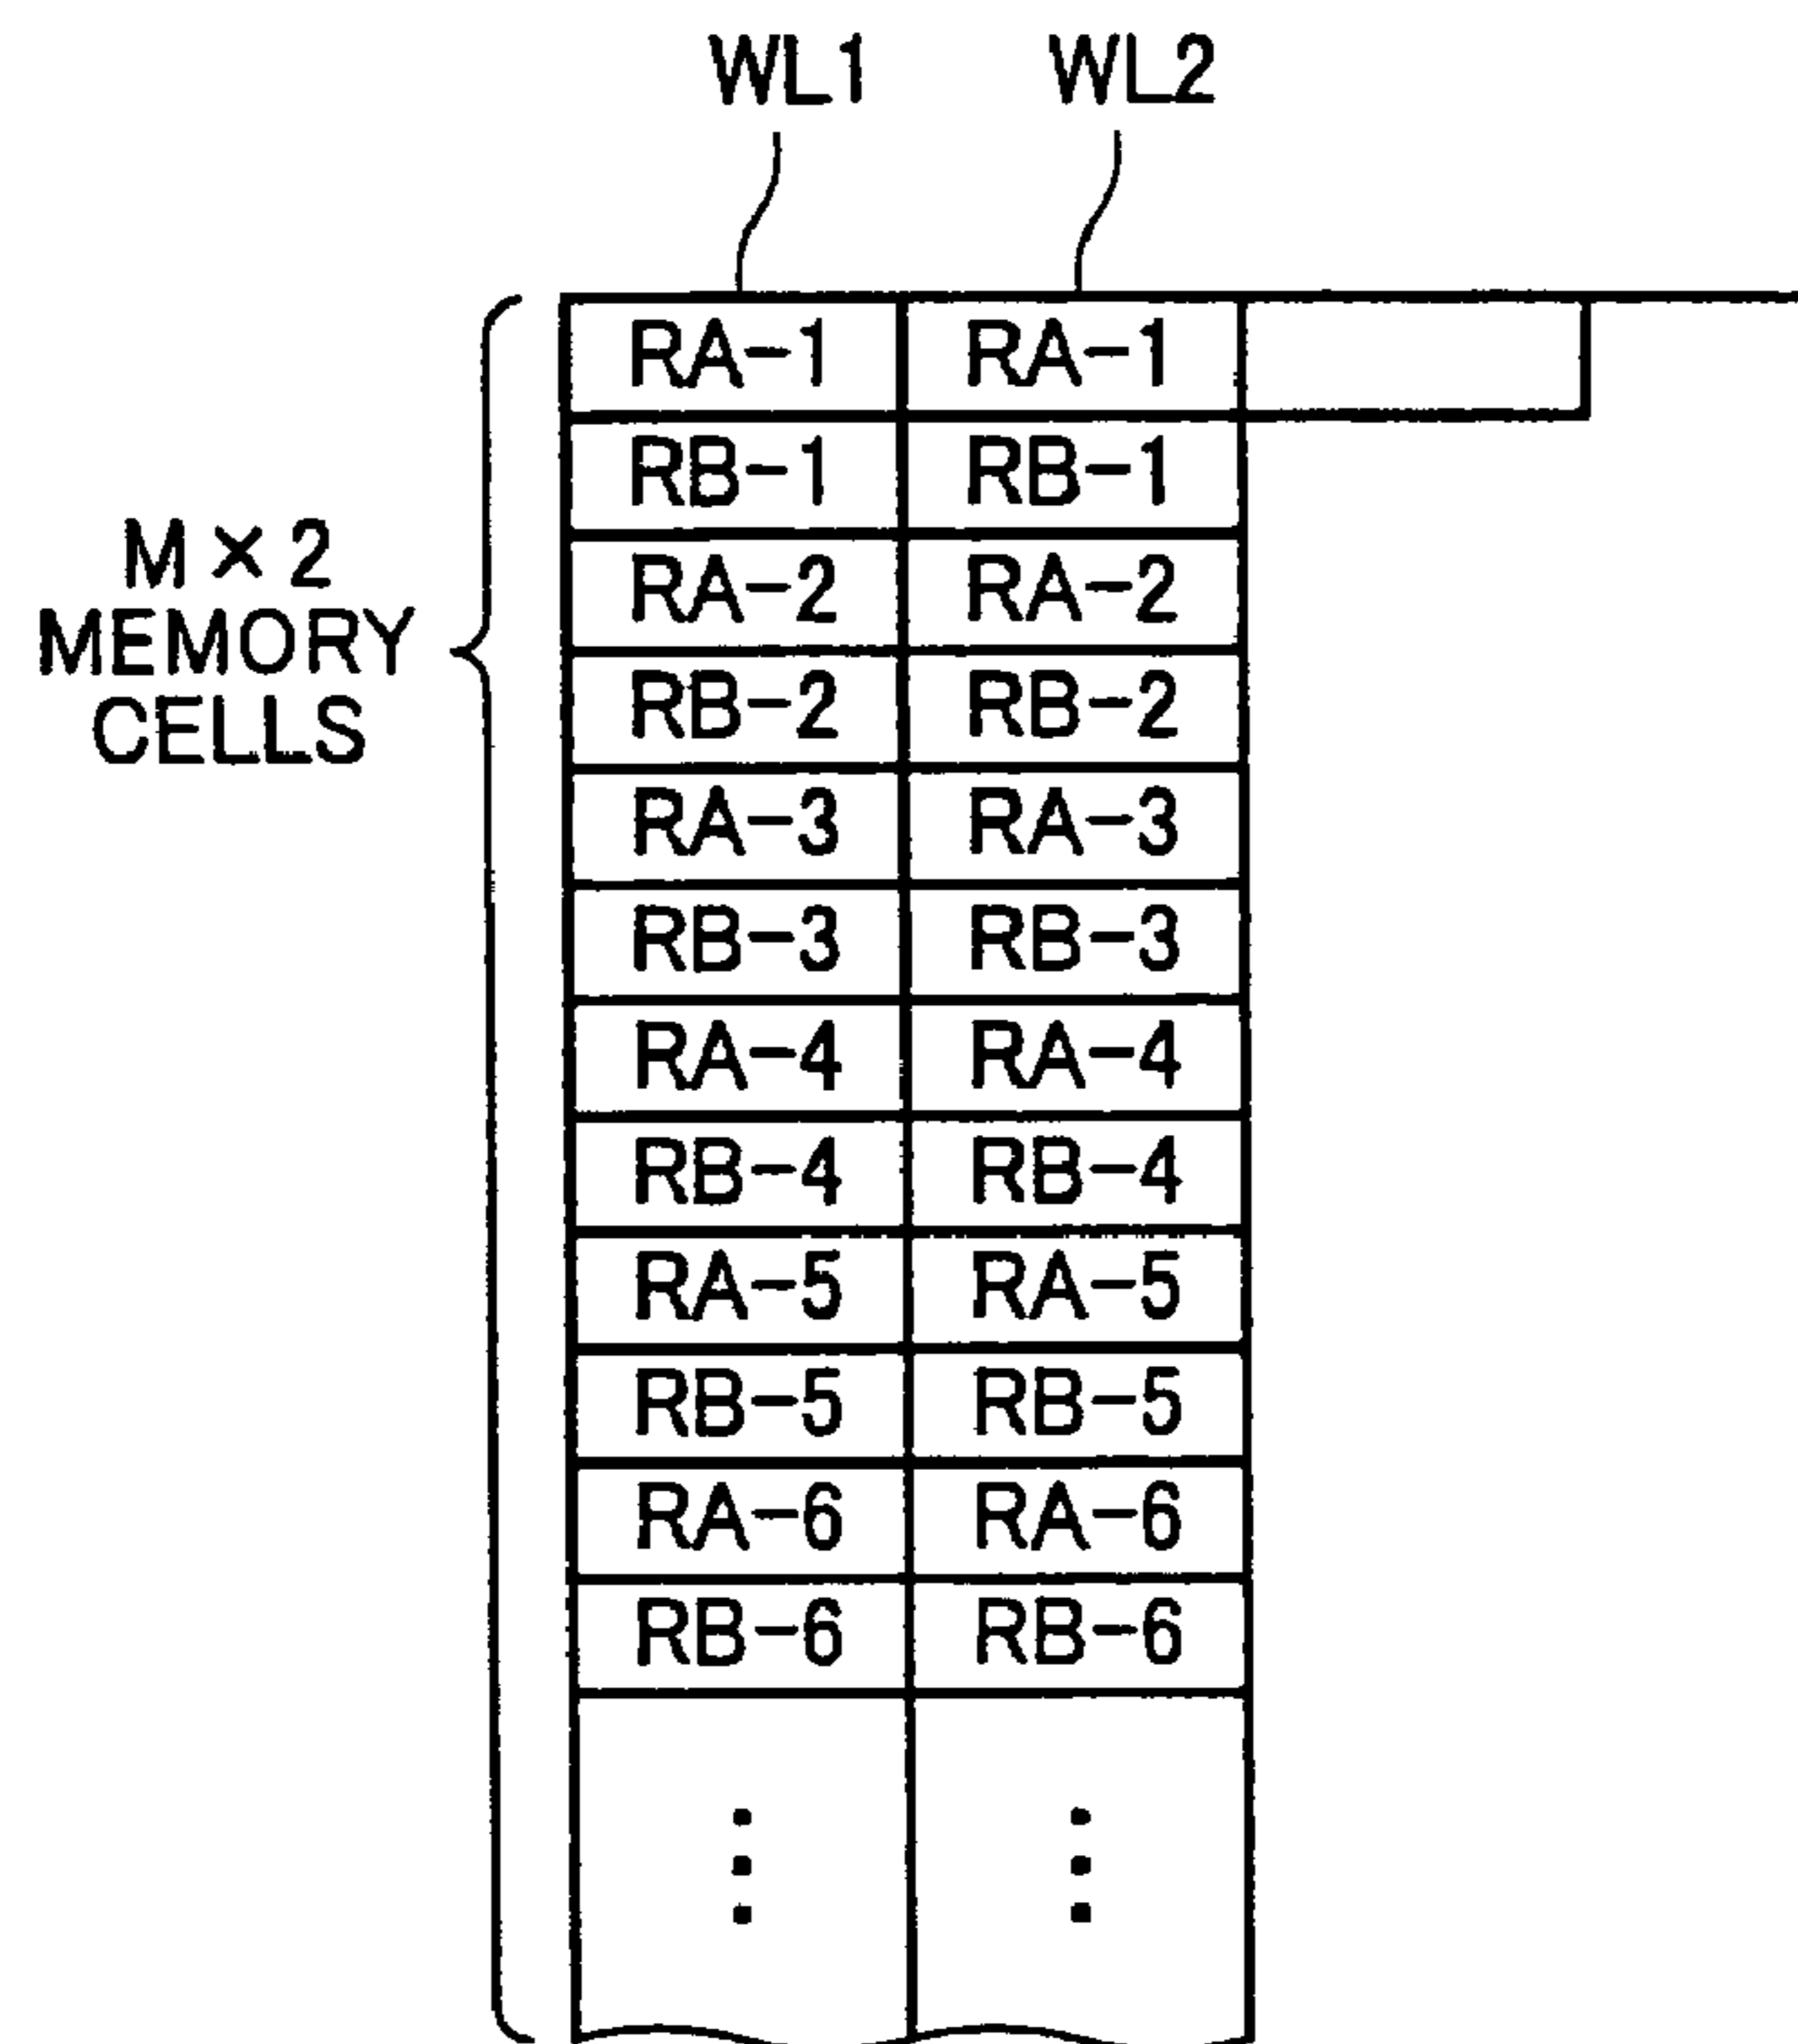 WL1 WL2
RA-1 RA-1
RB-1 RB-1
M×2
MEMORY
CELLS
RA-2 RA-2
RB-2 RB-2
RA-3 RA-3
RB-3 RB-3
RA-4 RA-4
RB-4 RB-4
RA-5 RA-5
RB-5 RB-5
RA-6 RA-6
RB-6 RB-6